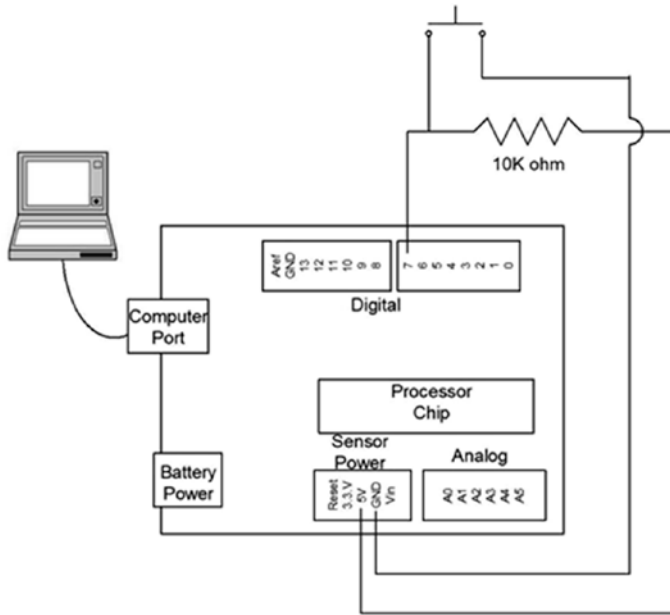 10K ohm
Aref
GND
13
12
11
10
9
8
7
6
5
4
3
2
1
0
Digital
Computer
Port
Processor
Chip
Sensor
Power
Analog
Battery
Power
Reset
3.3.V
5V
GND
Vin
A0
A1
A2
A3
A4
A5